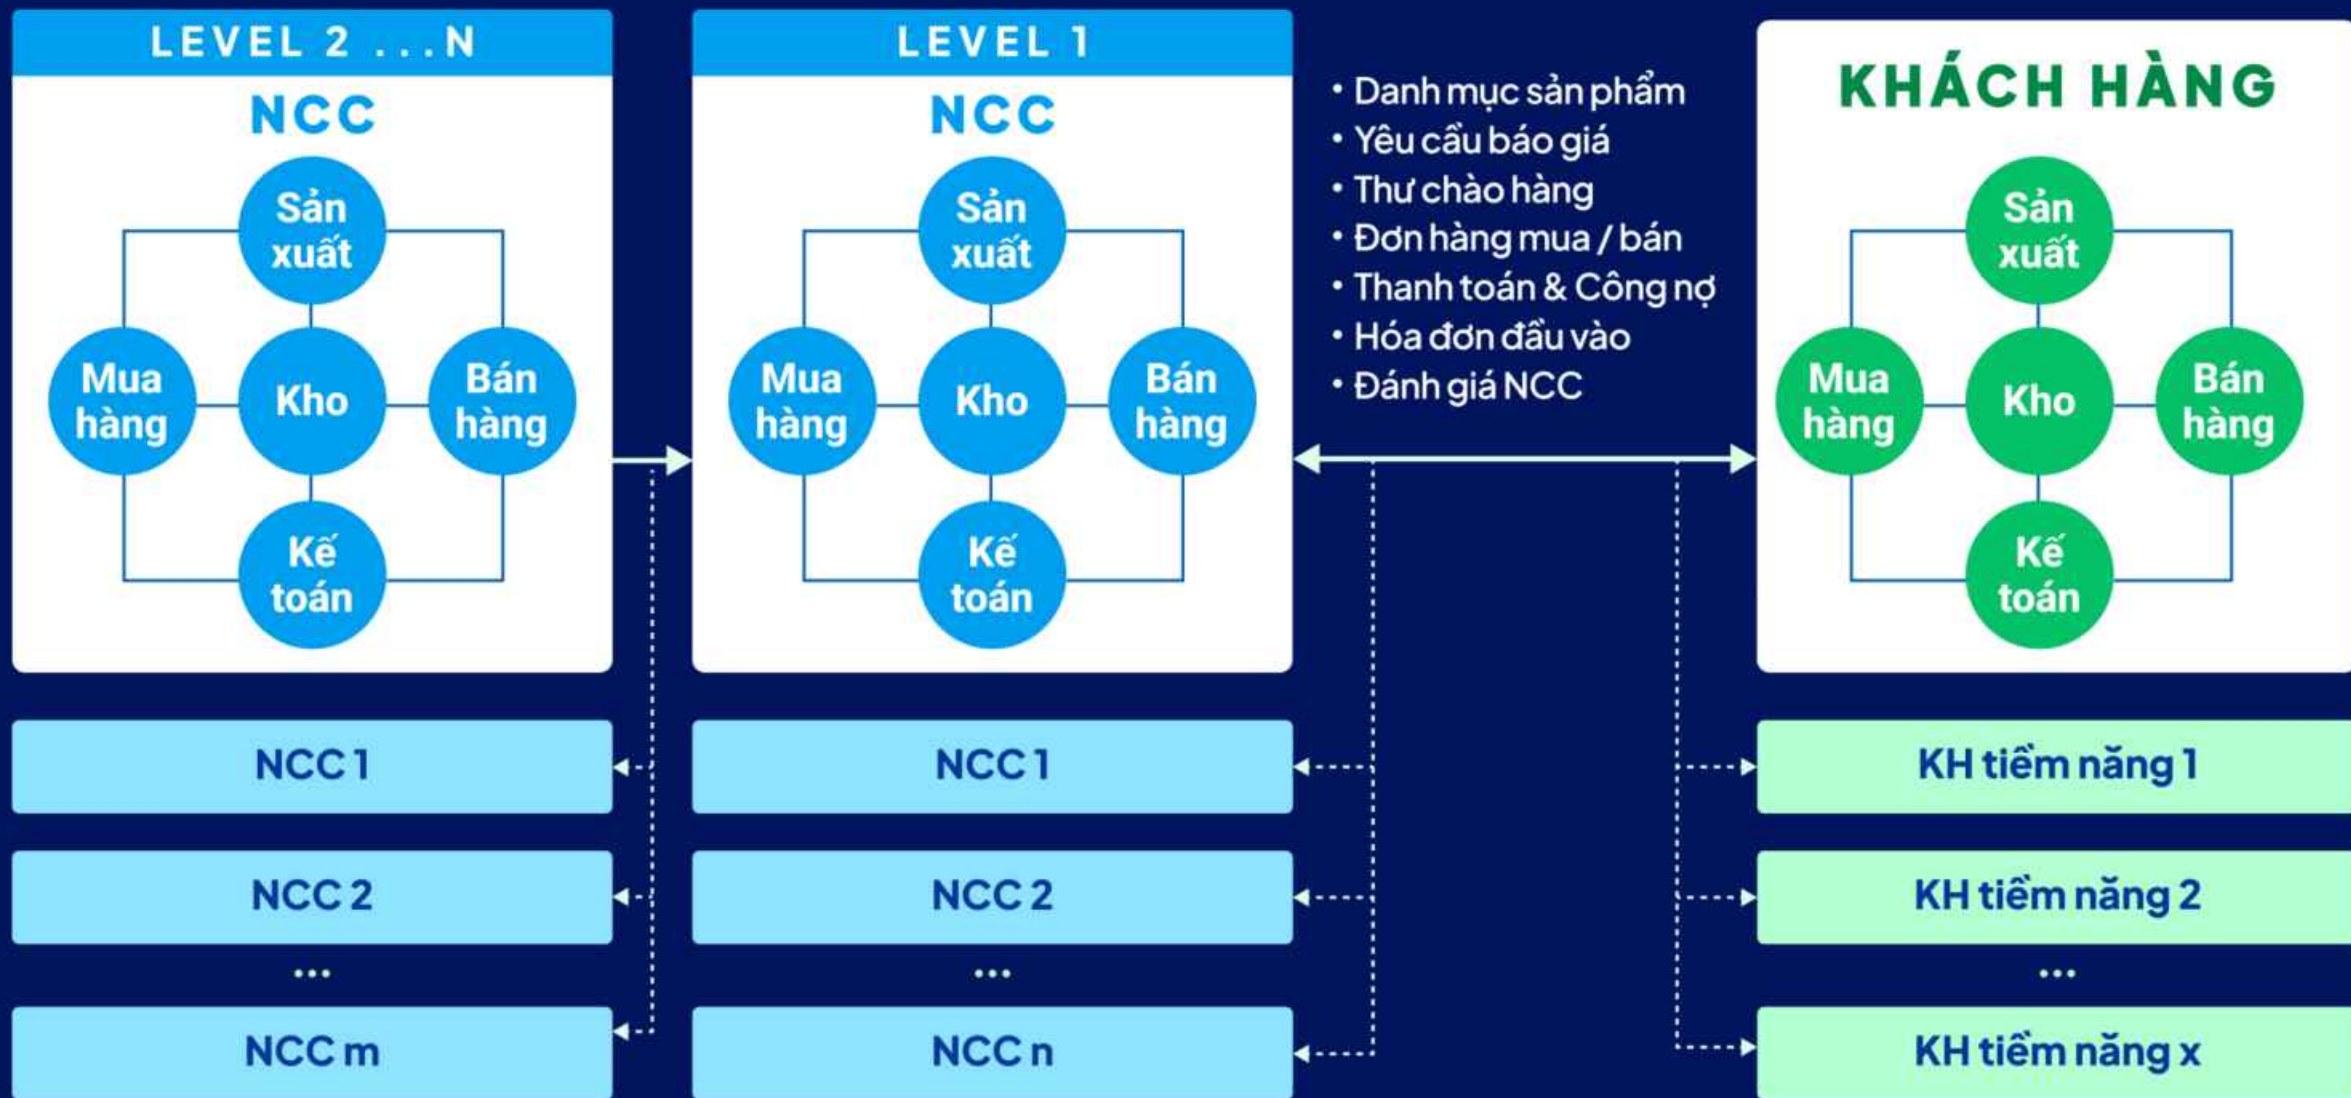 LEVEL 2 ...N
NCC
Sản
xuất
Mua
hàng
Kho
Bán
hàng
Kế
toán
NCC 1
NCC 2
...
NCC m
LEVEL 1
NCC
Sản
xuất
Mua
hàng
Kho
Bán
hàng
Kế
toán
NCC 1
NCC 2
...
NCC n
• Danh mục sản phẩm
• Yêu cầu báo giá
• Thư chào hàng
• Đơn hàng mua / bán
• Thanh toán & Công nợ
• Hóa đơn đầu vào
• Đánh giá NCC
KHÁCH HÀNG
Sản
xuất
Mua
hàng
Kho
Bán
hàng
Kế
toán
KH tiềm năng 1
KH tiềm năng 2
...
KH tiềm năng x